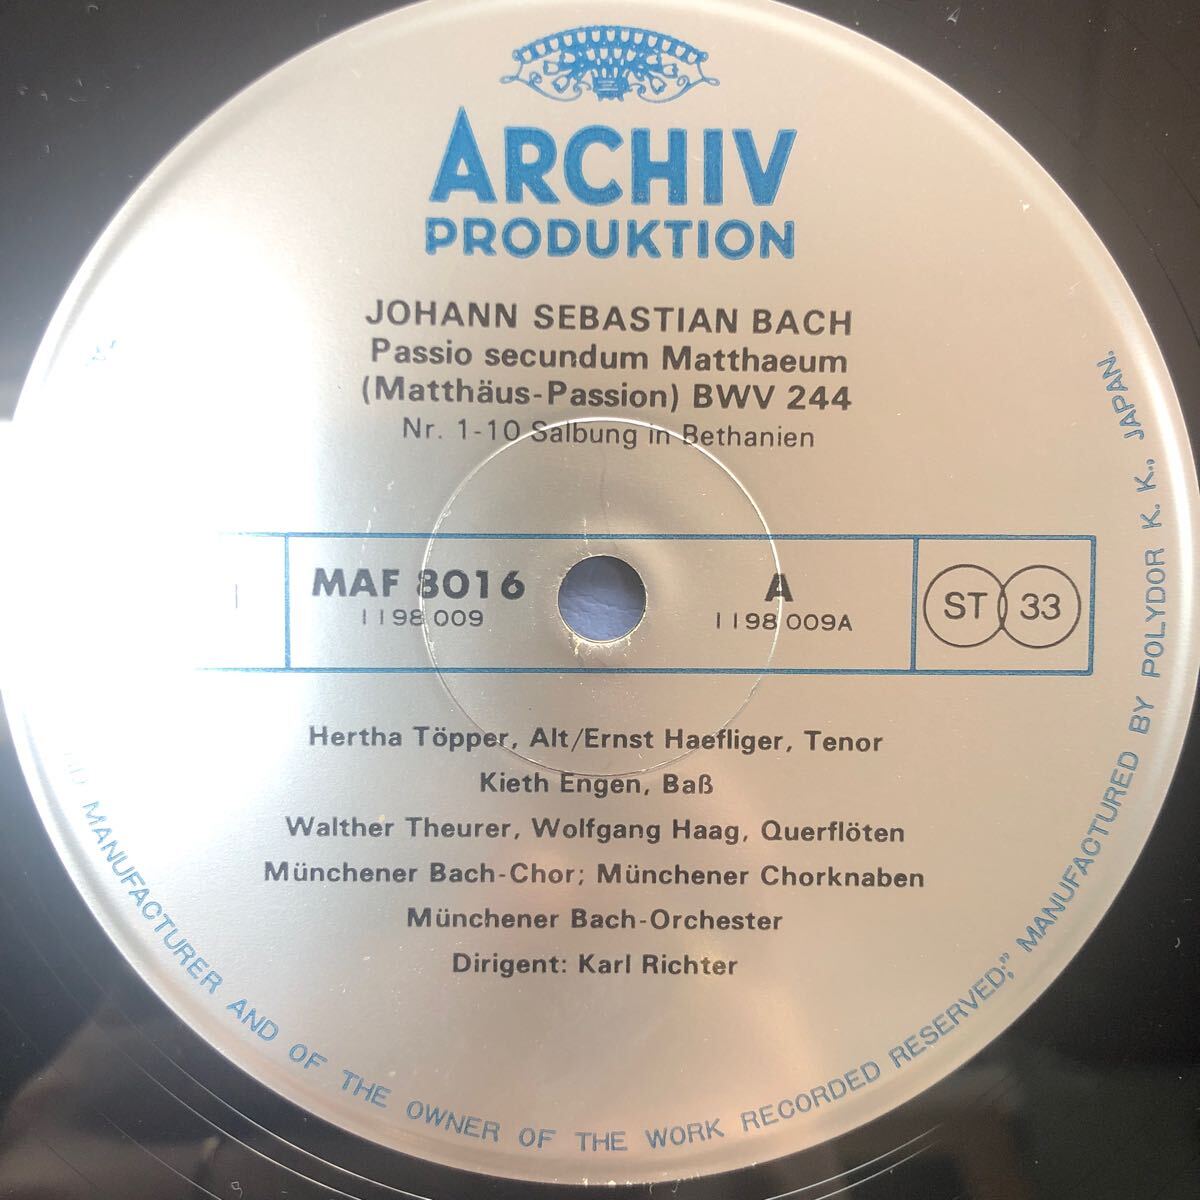 ARCHIV
PRODUKTION
JOHANN SEBASTIAN BACH
Passio secundum Matthaeum
(Matthäus-Passion) BWV 244
Nr. 1-10 Salbung in Bethanien
MAF 8016
1198 009
A
1198 009A
ST 33
Hertha Töpper, Alt/Ernst Haefliger, Tenor
Kieth Engen, Baß
Walther Theurer, Wolfgang Haag, Querflöten
Münchener Bach-Chor; Münchener Chorknaben
Münchener Bach-Orchester
Dirigent: Karl Richter
MANUFACTURER AND OF THE OWNER OF THE WORK RECORDED RESERVED;" MANUFACTURED BY POLYDOR K. K., JAPAN.